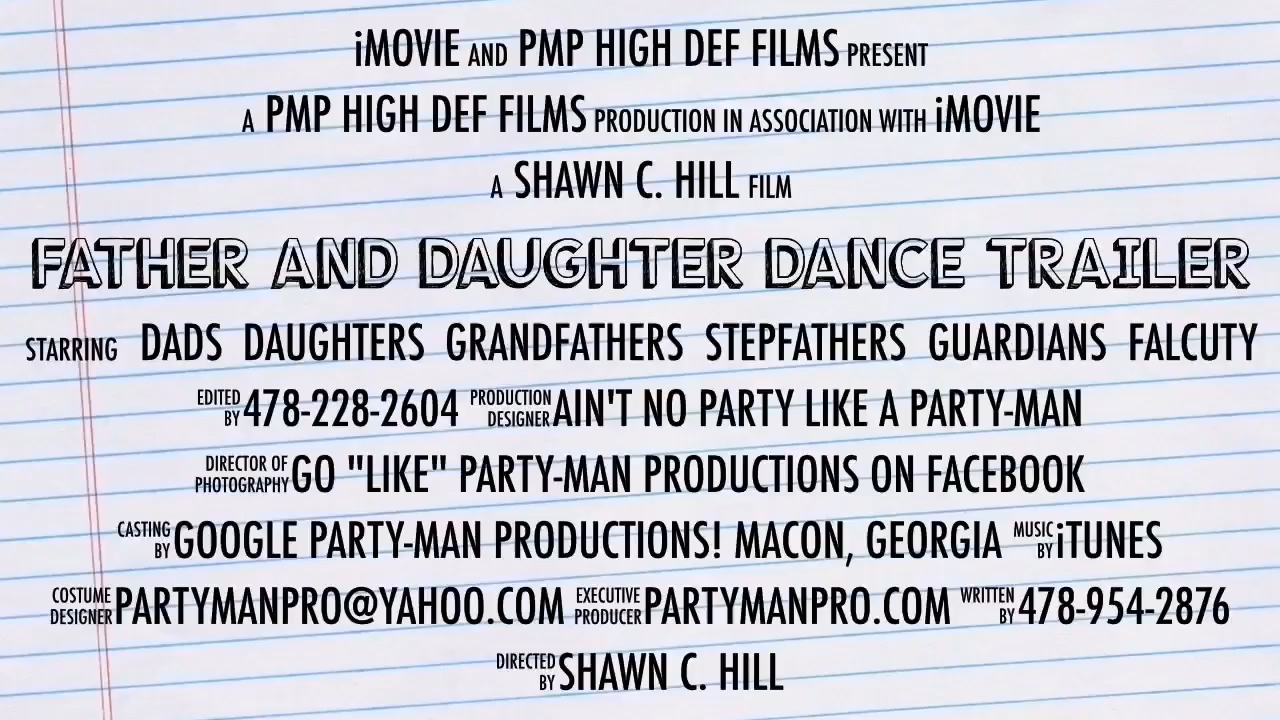 iMOVIE AND PMP HIGH DEF FILMS PRESENT
A PMP HIGH DEF FILMS PRODUCTION IN ASSOCIATION WITH iMOVIE
A SHAWN C. HILL FILM
FATHER AND DAUGHTER DANCE TRAILER
STARRING DADS DAUGHTERS GRANDFATHERS STEPFATHERS GUARDIANS FALCUTY
EDITED BY 478-228-2604 PRODUCTION DESIGNER AIN'T NO PARTY LIKE A PARTY-MAN
DIRECTOR OF PHOTOGRAPHY GO "LIKE" PARTY-MAN PRODUCTIONS ON FACEBOOK
CASTING BY GOOGLE PARTY-MAN PRODUCTIONS! MACON, GEORGIA MUSIC BY iTUNES
COSTUME DESIGNER PARTYMANPRO@YAHOO.COM EXECUTIVE PRODUCER PARTYMANPRO.COM WRITTEN BY 478-954-2876
DIRECTED BY SHAWN C. HILL